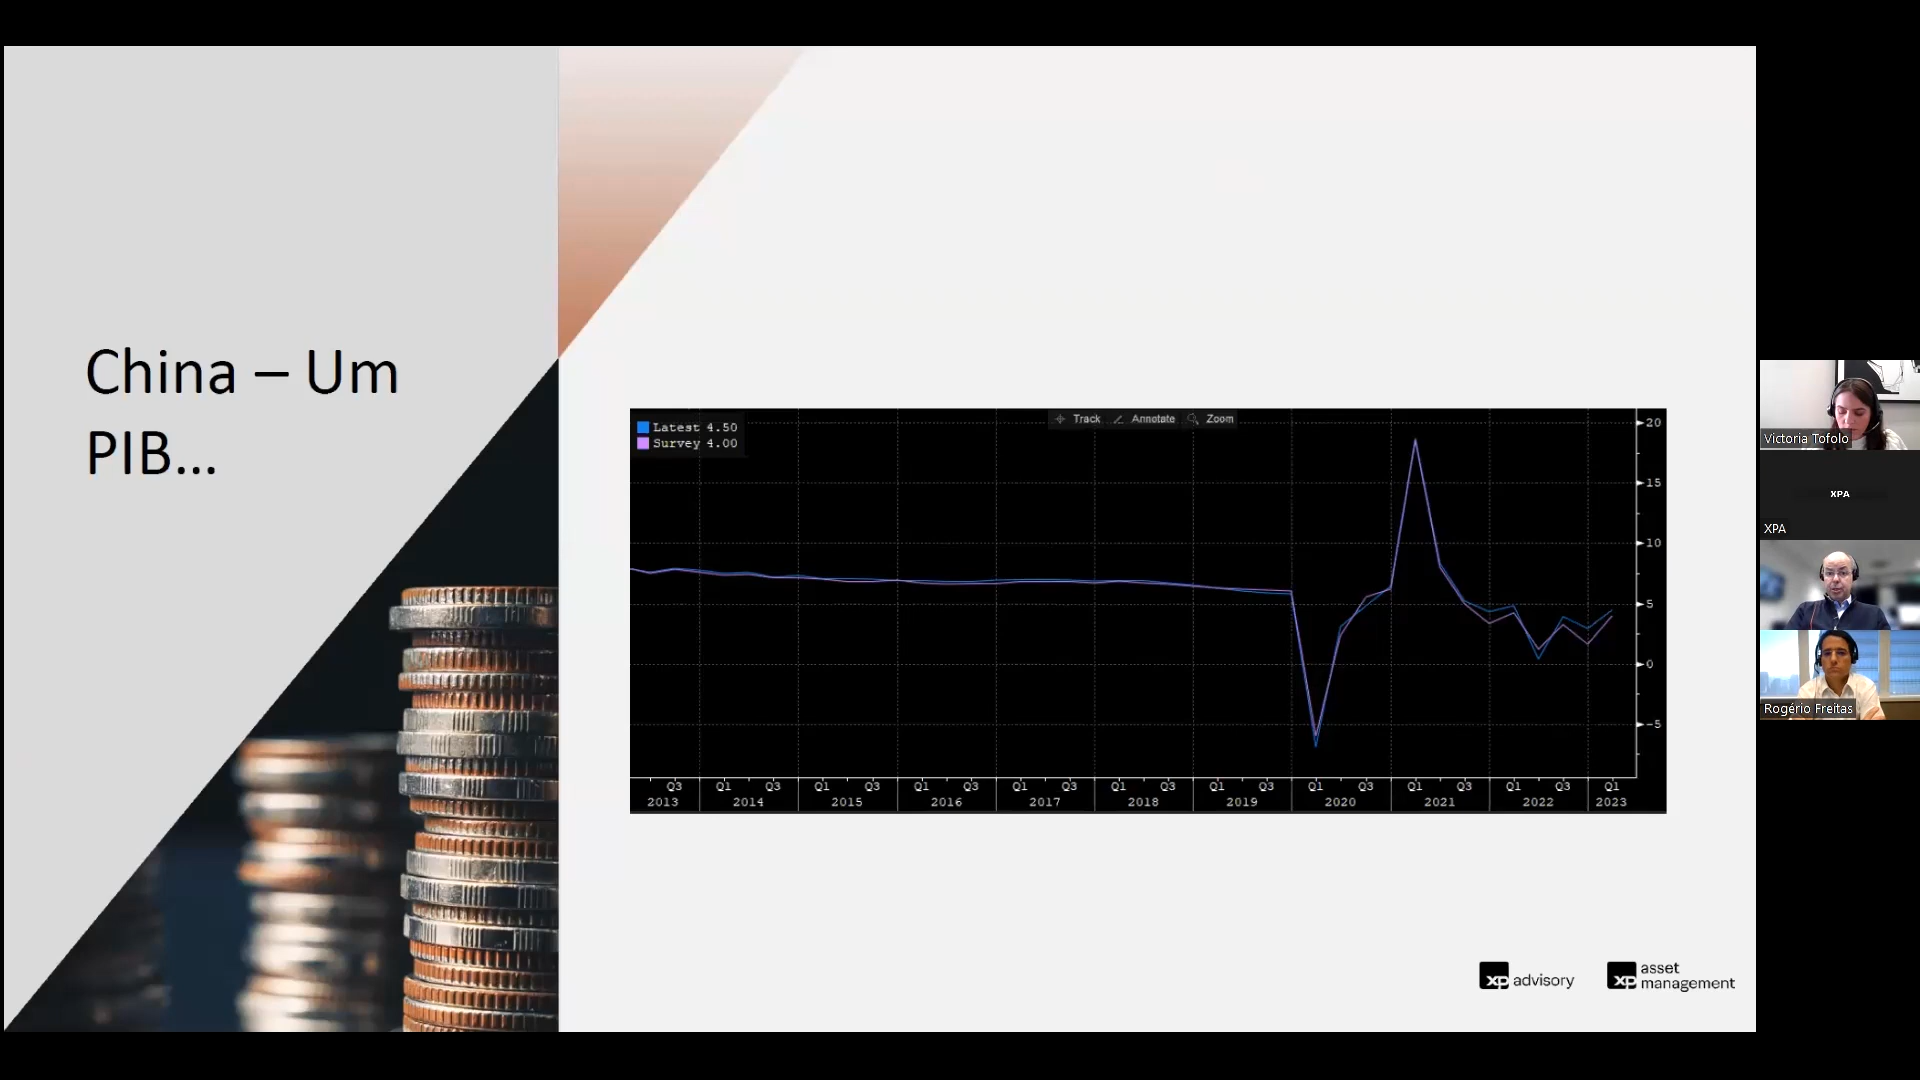 China – Um
PIB...
Latest 4.50
Survey 4.00
Track Annotate Zoom
20
15
10
5
0
-5
Q3 Q1 Q3 Q1 Q3 Q1 Q3 Q1 Q3 Q1 Q3 Q1 Q3 Q1 Q3 Q1 Q3 Q1 Q3 Q1
2013 2014 2015 2016 2017 2018 2019 2020 2021 2022 2023
xp advisory
xp asset
management
Victoria Tofolo
XPA
XPA
Rogério Freitas